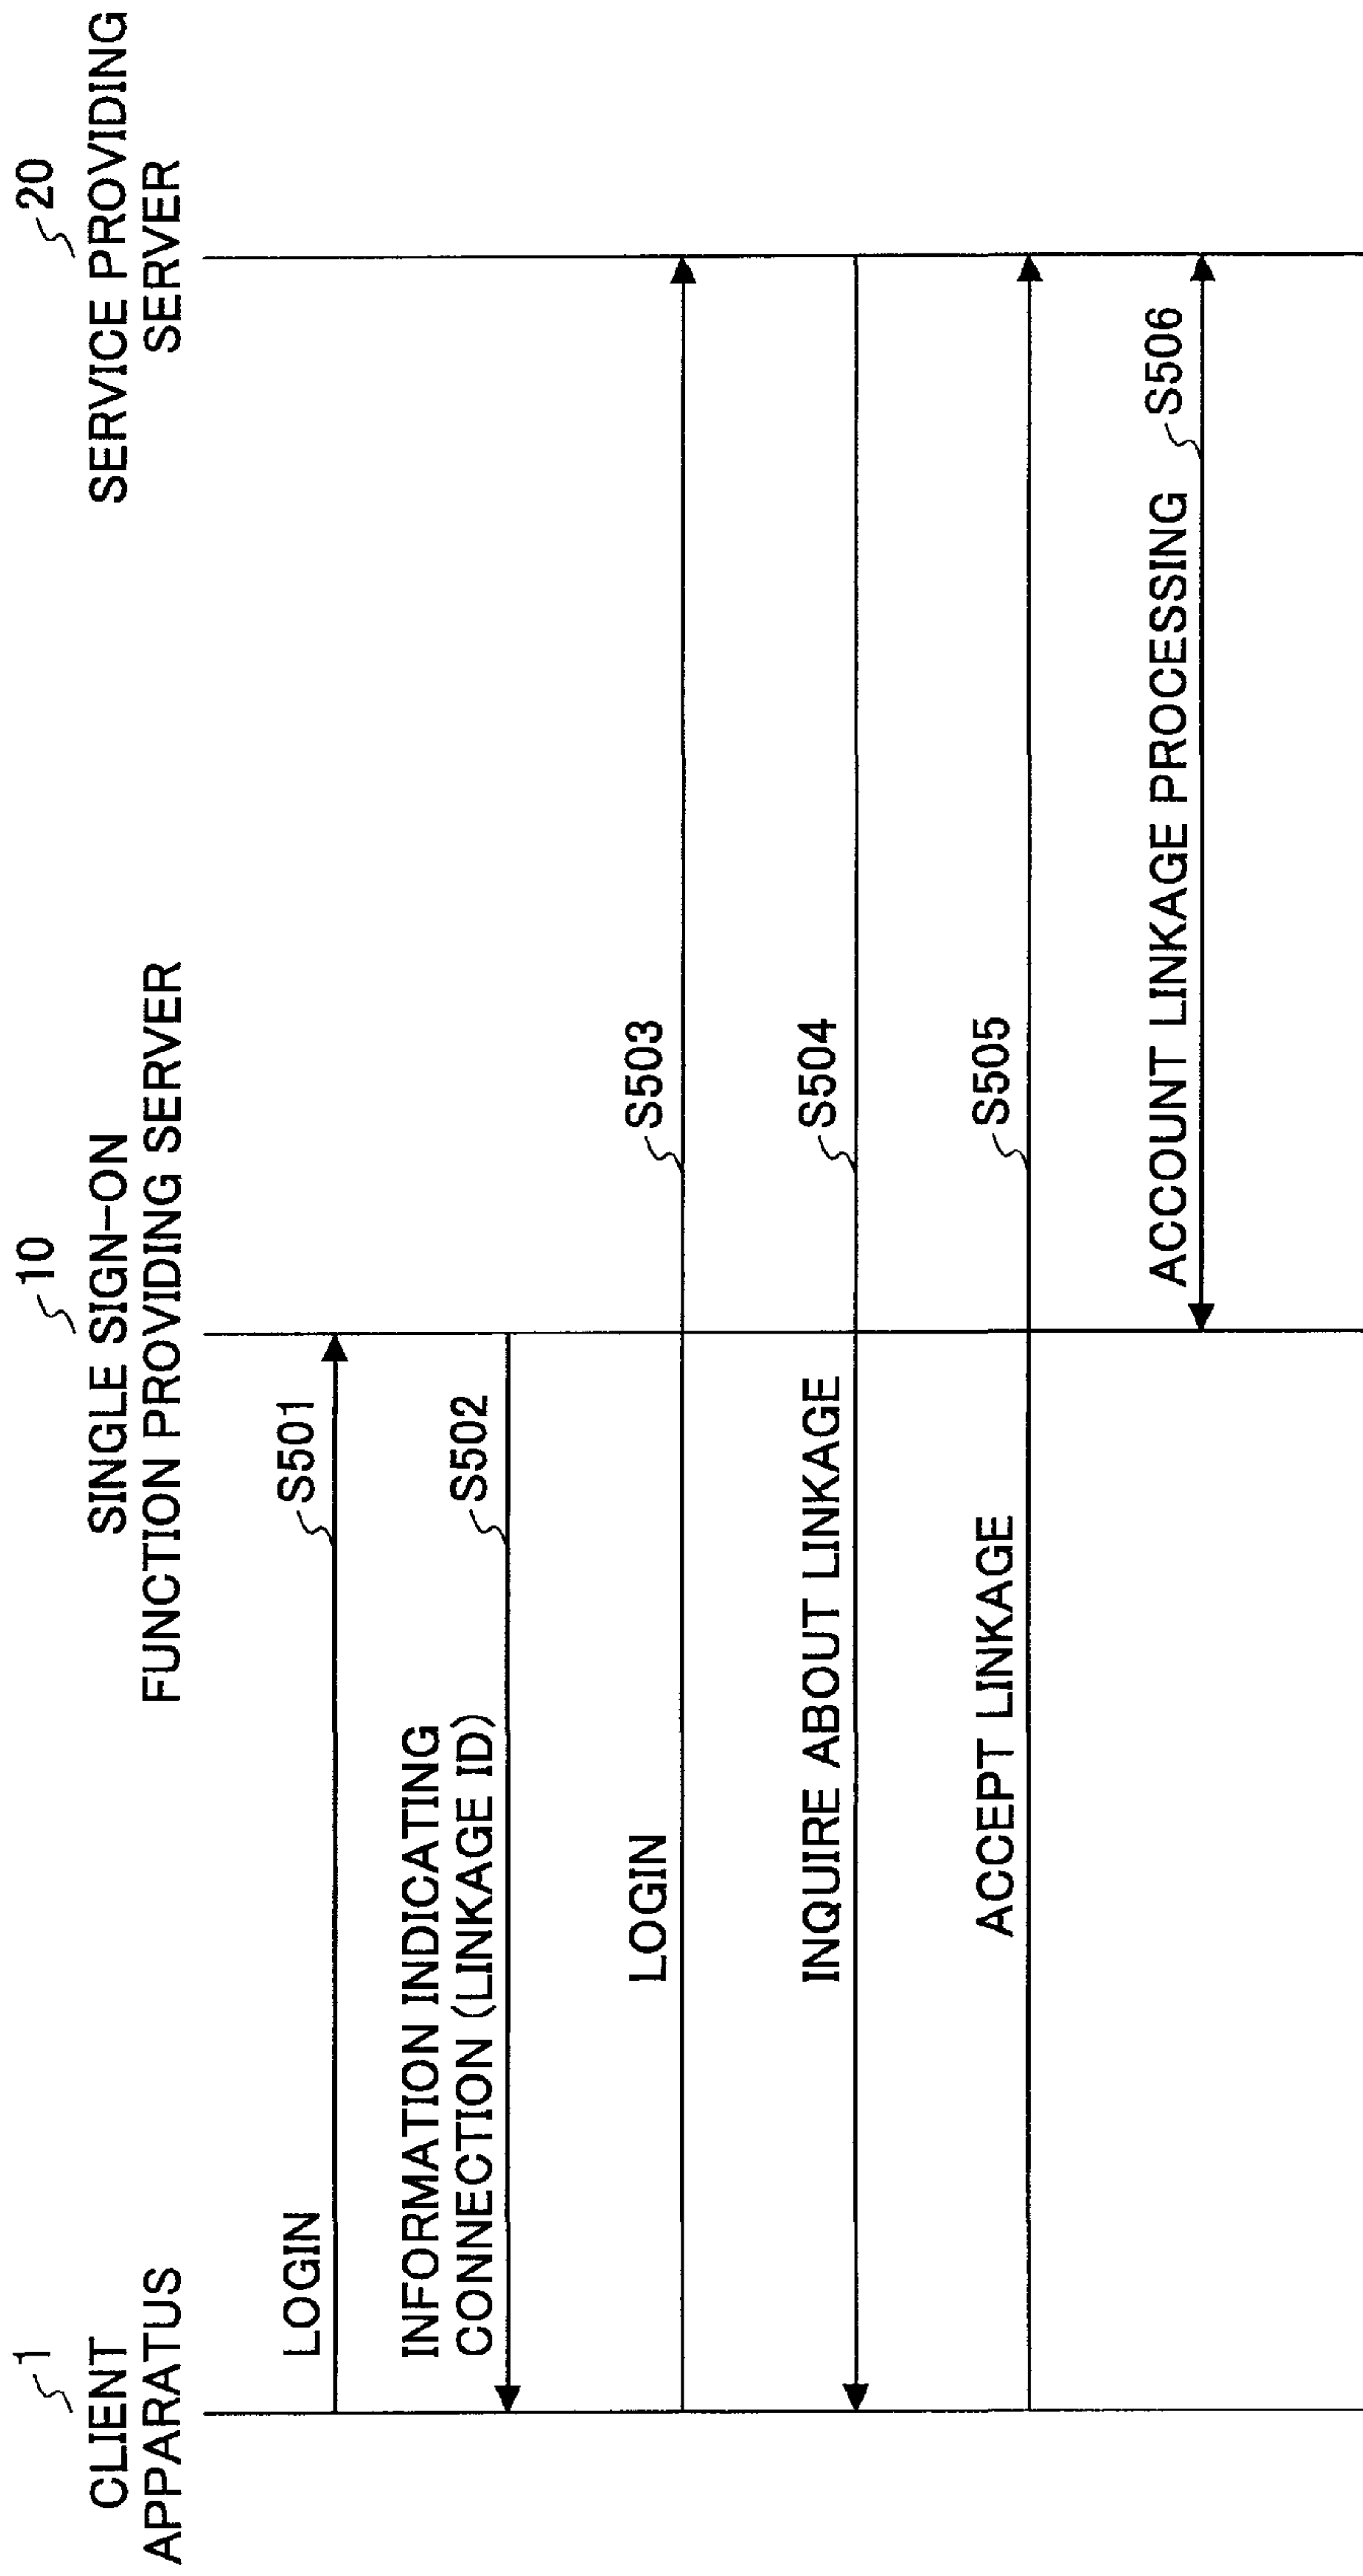 1
CLIENT
APPARATUS
10
SINGLE SIGN-ON
FUNCTION PROVIDING SERVER
20
SERVICE PROVIDING
SERVER
LOGIN
S501
INFORMATION INDICATING
CONNECTION (LINKAGE ID)
S502
LOGIN
S503
INQUIRE ABOUT LINKAGE
S504
ACCEPT LINKAGE
S505
ACCOUNT LINKAGE PROCESSING
S506